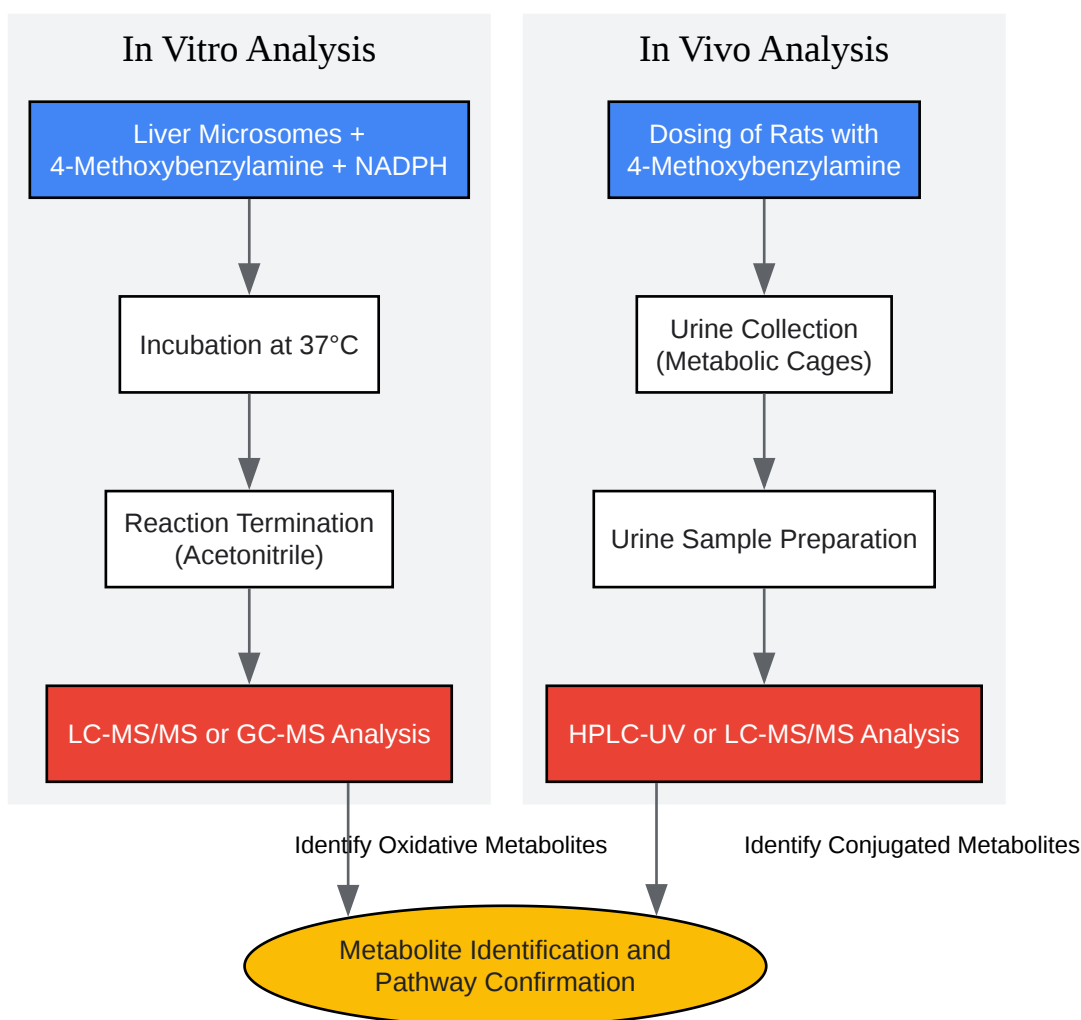 In Vitro Analysis
Liver Microsomes +
4-Methoxybenzylamine + NADPH
Incubation at 37°C
Reaction Termination
(Acetonitrile)
LC-MS/MS or GC-MS Analysis
Identify Oxidative Metabolites
In Vivo Analysis
Dosing of Rats with
4-Methoxybenzylamine
Urine Collection
(Metabolic Cages)
Urine Sample Preparation
HPLC-UV or LC-MS/MS Analysis
Identify Conjugated Metabolites
Metabolite Identification and
Pathway Confirmation